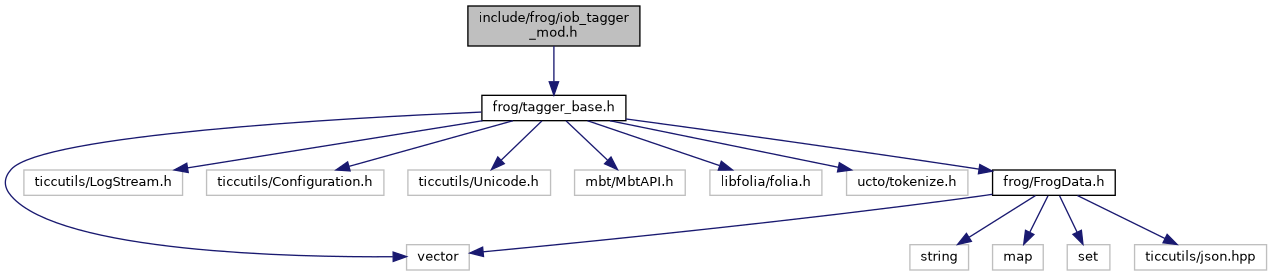 include/frog/iob_tagger
_mod.h
frog/tagger_base.h
ticcutils/LogStream.h
ticcutils/Configuration.h
ticcutils/Unicode.h
mbt/MbtAPI.h
libfolia/folia.h
ucto/tokenize.h
frog/FrogData.h
vector
string
map
set
ticcutils/json.hpp